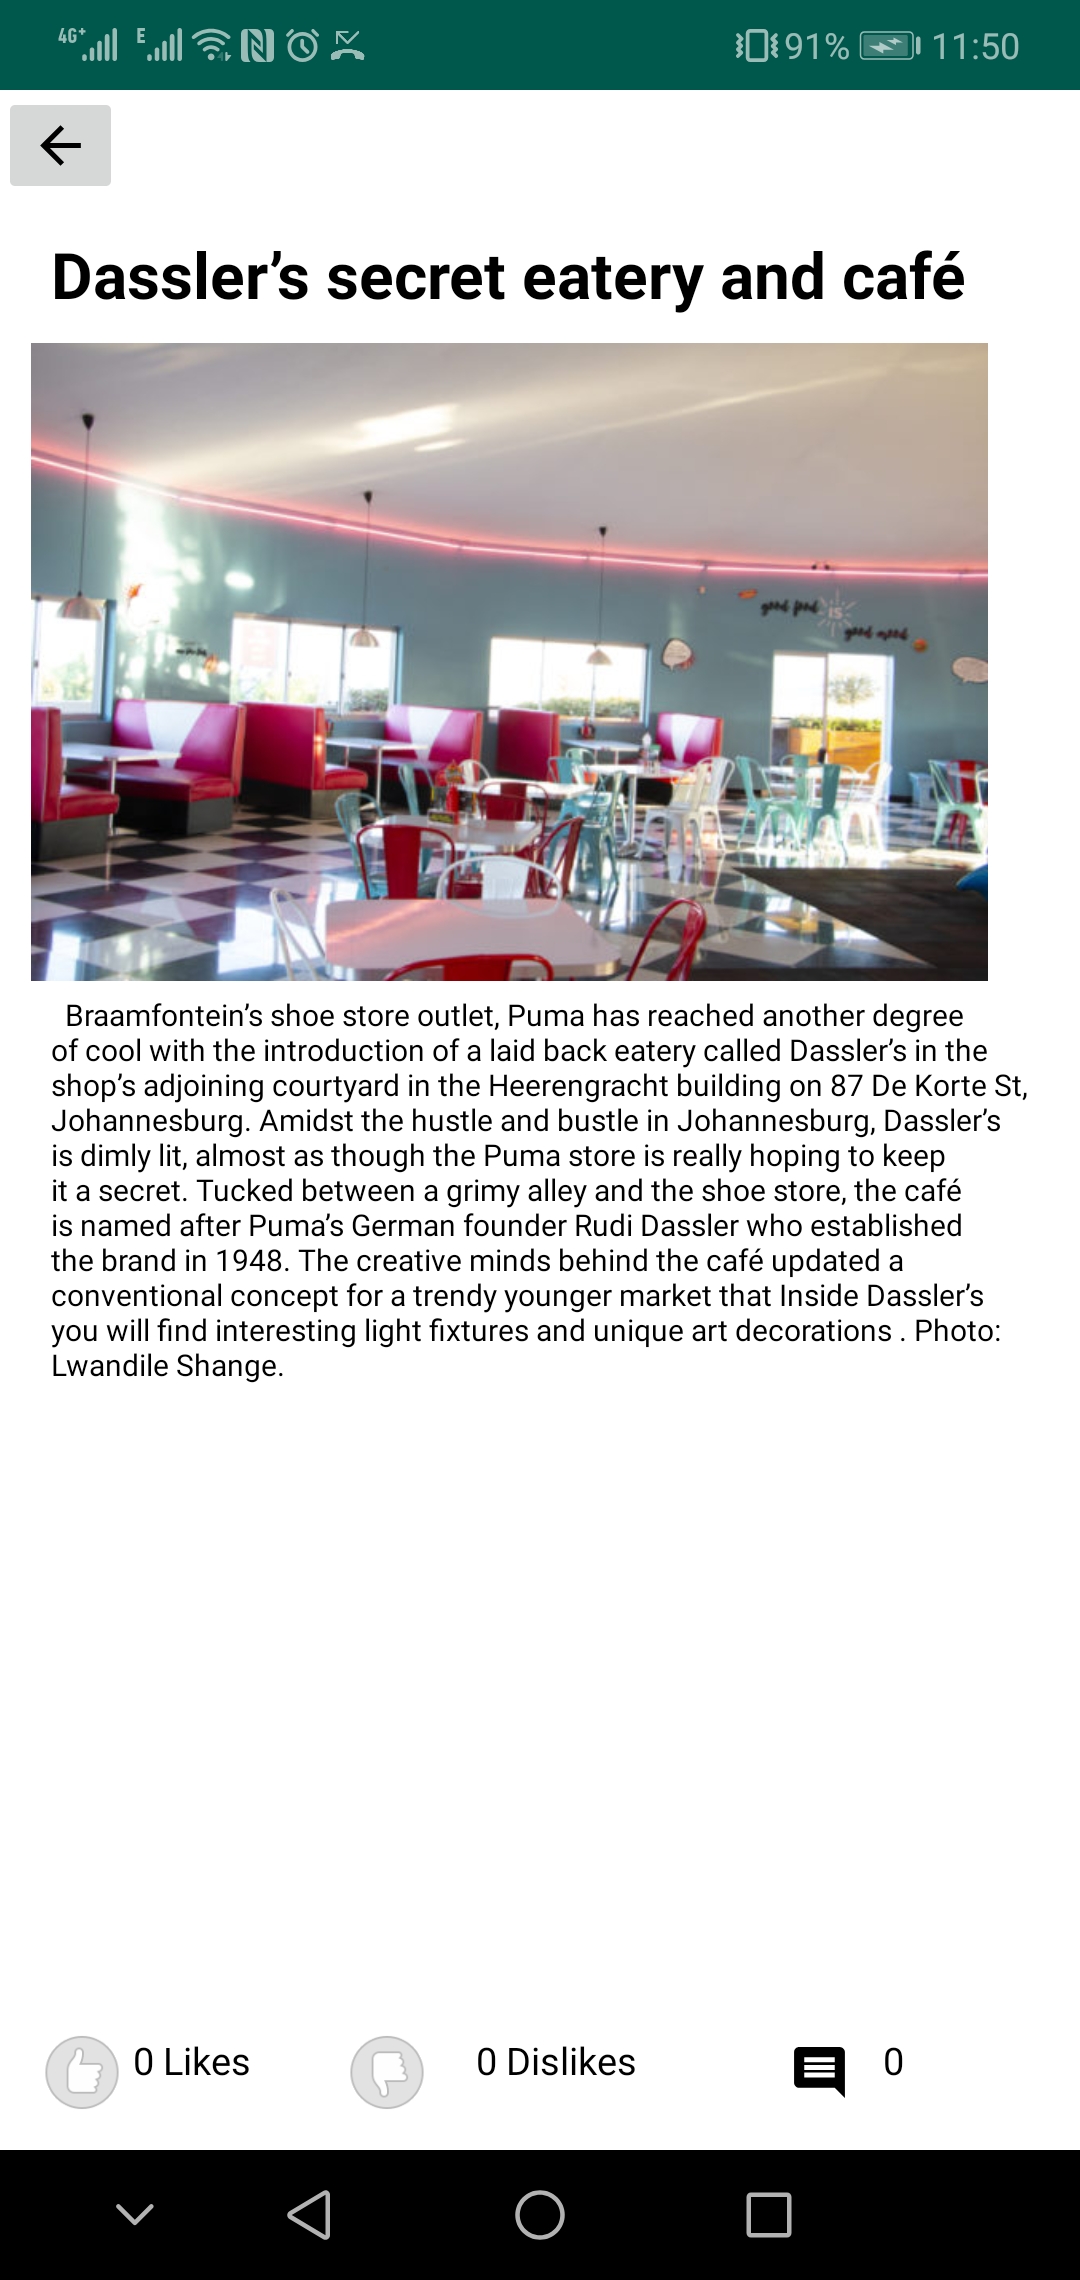 4G+ E 91% 11:50
Dassler’s secret eatery and café
good food IS
good mood
Braamfontein’s shoe store outlet, Puma has reached another degree
of cool with the introduction of a laid back eatery called Dassler’s in the
shop’s adjoining courtyard in the Heerengracht building on 87 De Korte St,
Johannesburg. Amidst the hustle and bustle in Johannesburg, Dassler’s
is dimly lit, almost as though the Puma store is really hoping to keep
it a secret. Tucked between a grimy alley and the shoe store, the café
is named after Puma’s German founder Rudi Dassler who established
the brand in 1948. The creative minds behind the café updated a
conventional concept for a trendy younger market that Inside Dassler’s
you will find interesting light fixtures and unique art decorations . Photo:
Lwandile Shange.
0 Likes 0 Dislikes 0